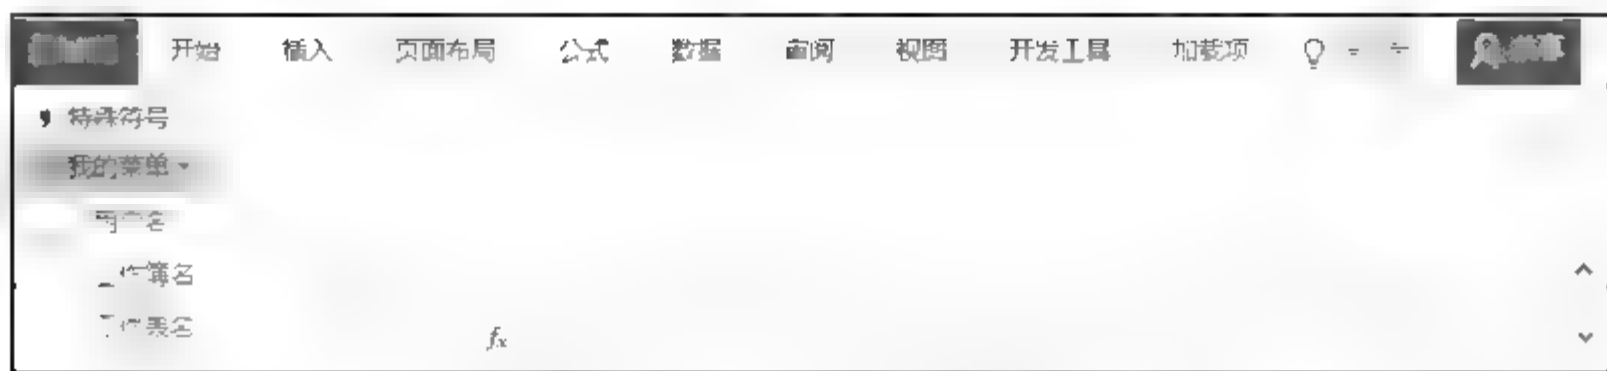 开始 插入 页面布局 公式 数据 审阅 视图 开发工具 加载项
特殊符号
我的菜单
用户名
工作簿名
工作表名
fx